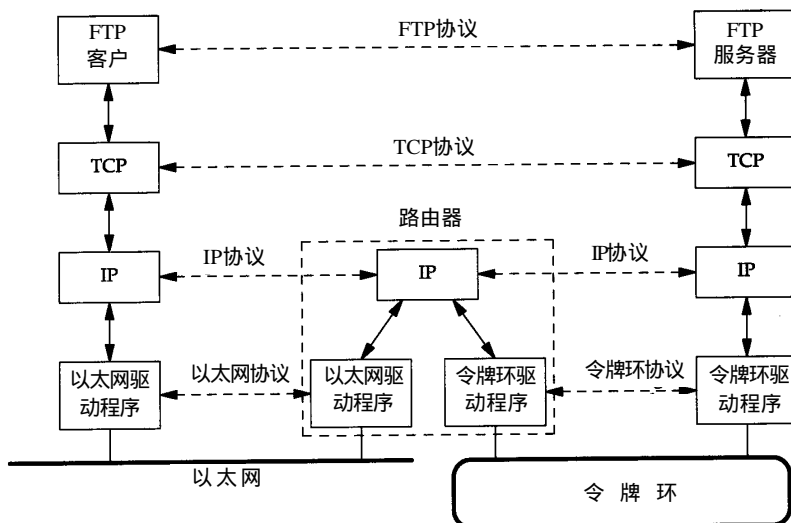 FTP
客户
FTP协议
FTP
服务器
TCP
TCP协议
TCP
路由器
IP
IP协议
IP
IP协议
IP
以太网驱
动程序
以太网协议
以太网驱
动程序
令牌环驱
动程序
令牌环协议
令牌环驱
动程序
以太网
令牌环